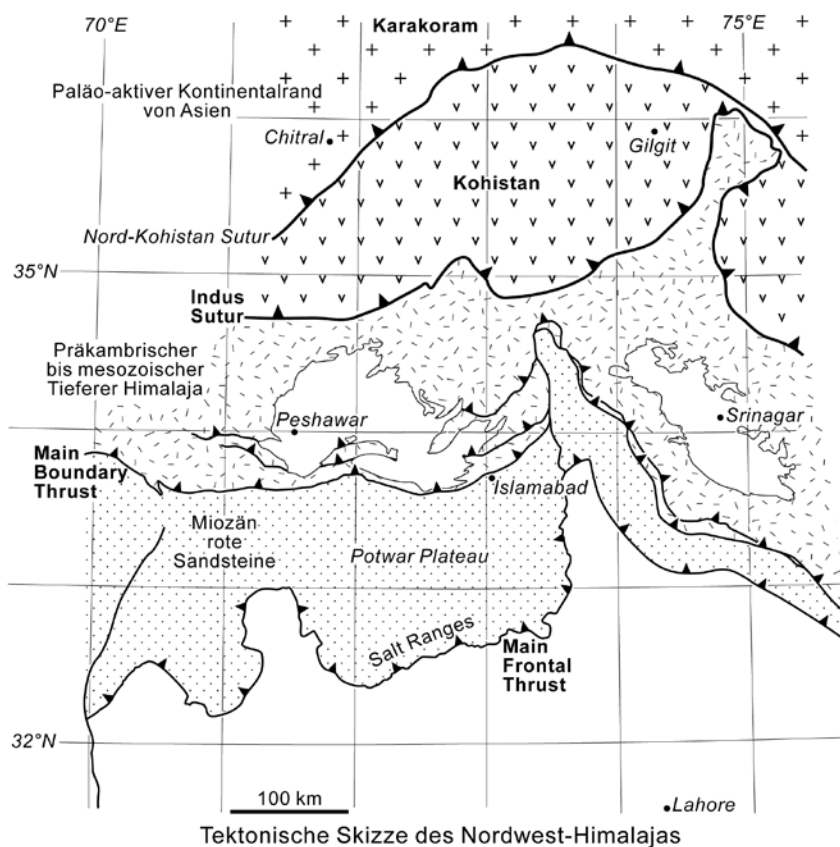 70°E
75°E
Karakoram
Paläo-aktiver Kontinentalrand
von Asien
Chitral
Gilgit
Kohistan
Nord-Kohistan Sutur
35°N
Indus
Sutur
Präkambrischer
bis mesozoischer
Tieferer Himalaja
Peshawar
Srinagar
Main
Boundary
Thrust
Islamabad
Miozän
rote
Sandsteine
Potwar Plateau
Salt Ranges
Main
Frontal
Thrust
32°N
100 km
Lahore
Tektonische Skizze des Nordwest-Himalajas